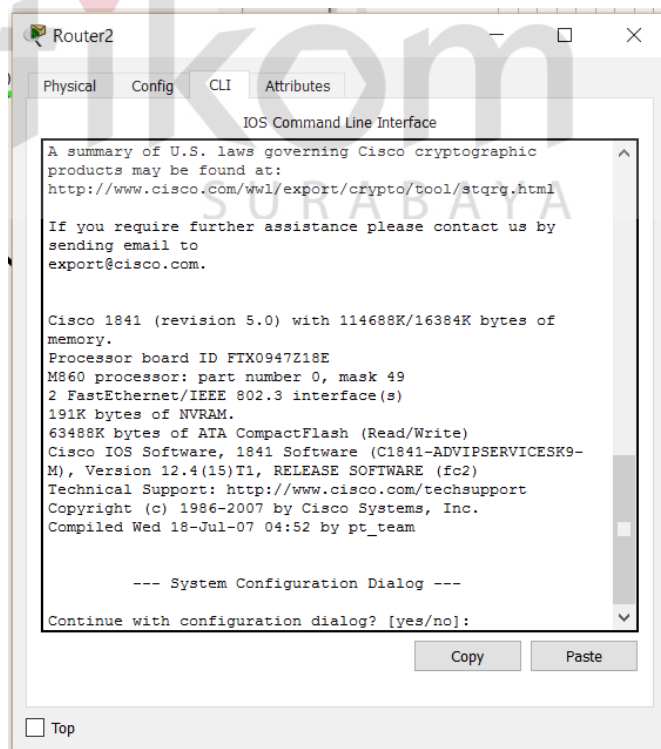 Router2
Physical Config CLI Attributes
IOS Command Line Interface
A summary of U.S. laws governing Cisco cryptographic
products may be found at:
http://www.cisco.com/wwl/export/crypto/tool/stqrg.html
If you require further assistance please contact us by
sending email to
export@cisco.com.
Cisco 1841 (revision 5.0) with 114688K/16384K bytes of
memory.
Processor board ID FTX0947Z18E
M860 processor: part number 0, mask 49
2 FastEthernet/IEEE 802.3 interface(s)
191K bytes of NVRAM.
63488K bytes of ATA CompactFlash (Read/Write)
Cisco IOS Software, 1841 Software (C1841-ADVIPSERVICESK9-
M), Version 12.4(15)T1, RELEASE SOFTWARE (fc2)
Technical Support: http://www.cisco.com/techsupport
Copyright (c) 1986-2007 by Cisco Systems, Inc.
Compiled Wed 18-Jul-07 04:52 by pt_team
--- System Configuration Dialog ---
Continue with configuration dialog? [yes/no]:
Copy Paste
Top
SURABAYA